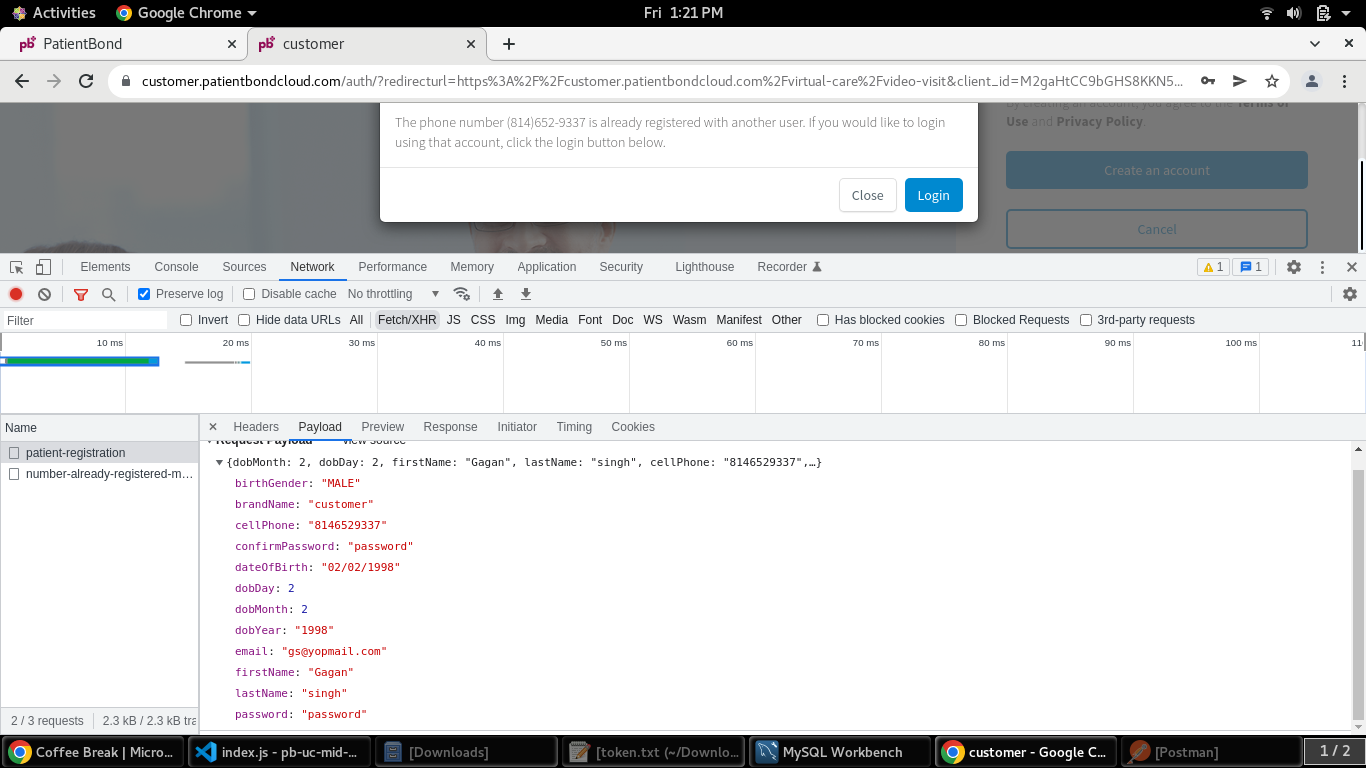 Activities Google Chrome Fri 1:21 PM
PatientBond customer
customer.patientbondcloud.com/auth/?redirecturl=https%3A%2F%2Fcustomer.patientbondcloud.com%2Fvirtual-care%2Fvideo-visit&client_id=M2gaHtCC9bGHS8KKN5...
The phone number (814)652-9337 is already registered with another user. If you would like to login
using that account, click the login button below.
Close Login
By creating an account, you agree to the Terms of
Use and Privacy Policy.
Create an account
Cancel
Elements Console Sources Network Performance Memory Application Security Lighthouse Recorder 1 1
Preserve log Disable cache No throttling
Filter Invert Hide data URLs All Fetch/XHR JS CSS Img Media Font Doc WS Wasm Manifest Other Has blocked cookies Blocked Requests 3rd-party requests
10 ms 20 ms 30 ms 40 ms 50 ms 60 ms 70 ms 80 ms 90 ms 100 ms 11
Name Headers Payload Preview Response Initiator Timing Cookies
Request Payload view source
patient-registration
number-already-registered-m…
{dobMonth: 2, dobDay: 2, firstName: "Gagan", lastName: "singh", cellPhone: "8146529337",…}
birthGender: "MALE"
brandName: "customer"
cellPhone: "8146529337"
confirmPassword: "password"
dateOfBirth: "02/02/1998"
dobDay: 2
dobMonth: 2
dobYear: "1998"
email: "gs@yopmail.com"
firstName: "Gagan"
lastName: "singh"
password: "password"
2 / 3 requests 2.3 kB / 2.3 kB tra
Coffee Break | Micro... index.js - pb-uc-mid-... [Downloads] [token.txt (~/Downlo... MySQL Workbench customer - Google C... [Postman] 1 / 2